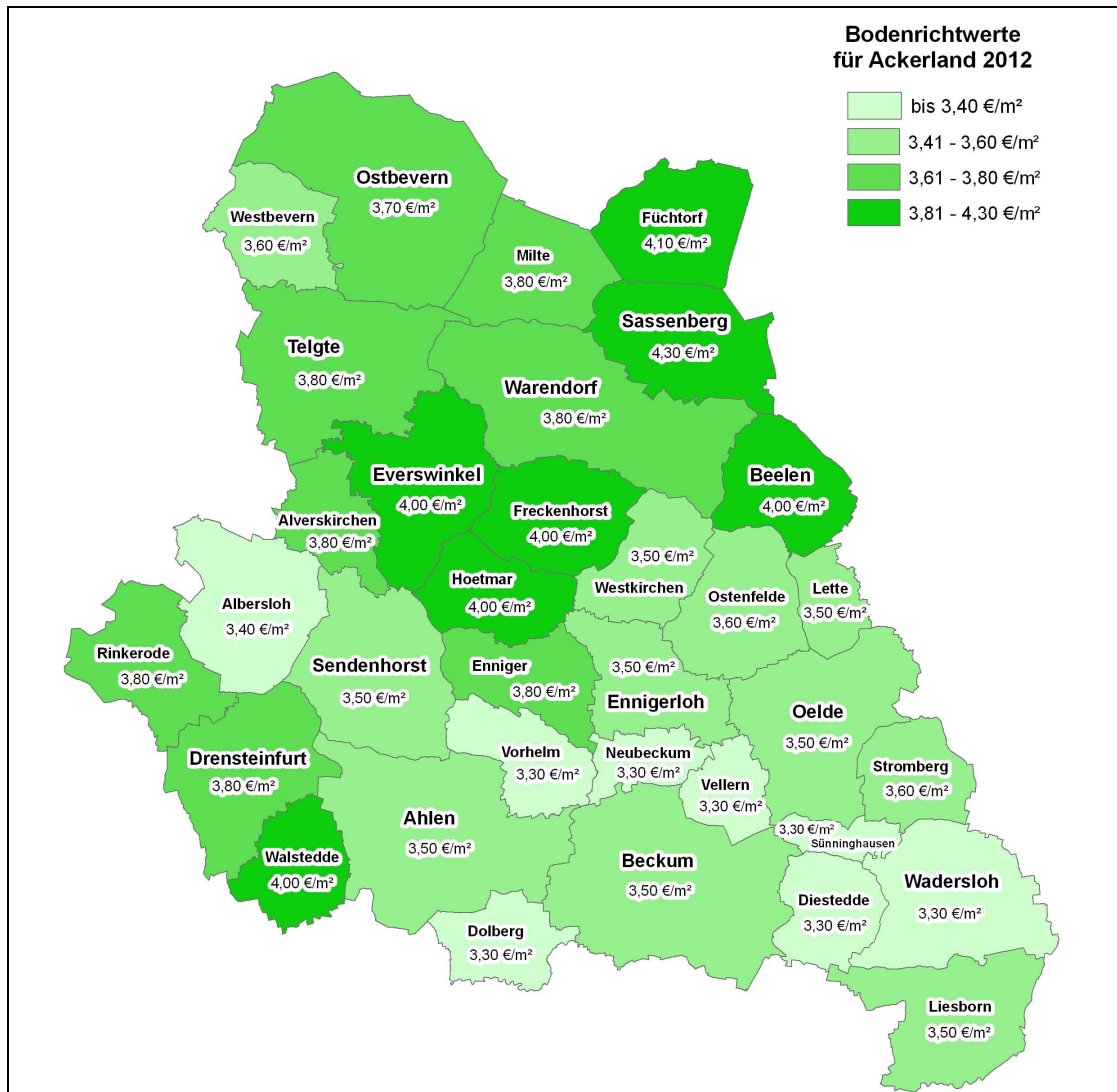 Bodenrichtwerte
für Ackerland 2012
bis 3,40 €/m²
3,41 - 3,60 €/m²
3,61 - 3,80 €/m²
3,81 - 4,30 €/m²
Ostbevern
3,70 €/m²
Westbevern
3,60 €/m²
Füchtorf
4,10 €/m²
Milte
3,80 €/m²
Sassenberg
4,30 €/m²
Telgte
3,80 €/m²
Warendorf
3,80 €/m²
Everswinkel
4,00 €/m²
Beelen
4,00 €/m²
Freckenhorst
4,00 €/m²
Alverskirchen
3,80 €/m²
3,50 €/m²
Westkirchen
Hoetmar
4,00 €/m²
Ostenfelde
3,60 €/m²
Lette
3,50 €/m²
Albersloh
3,40 €/m²
Rinkerode
3,80 €/m²
Sendenhorst
3,50 €/m²
Enniger
3,80 €/m²
3,50 €/m²
Ennigerloh
Oelde
3,50 €/m²
Drensteinfurt
3,80 €/m²
Vorhelm
3,30 €/m²
Neubeckum
3,30 €/m²
Vellern
3,30 €/m²
Stromberg
3,60 €/m²
Ahlen
3,50 €/m²
3,30 €/m²
Sünninghausen
Walstedde
4,00 €/m²
Beckum
3,50 €/m²
Diestedde
3,30 €/m²
Wadersloh
3,30 €/m²
Dolberg
3,30 €/m²
Liesborn
3,50 €/m²